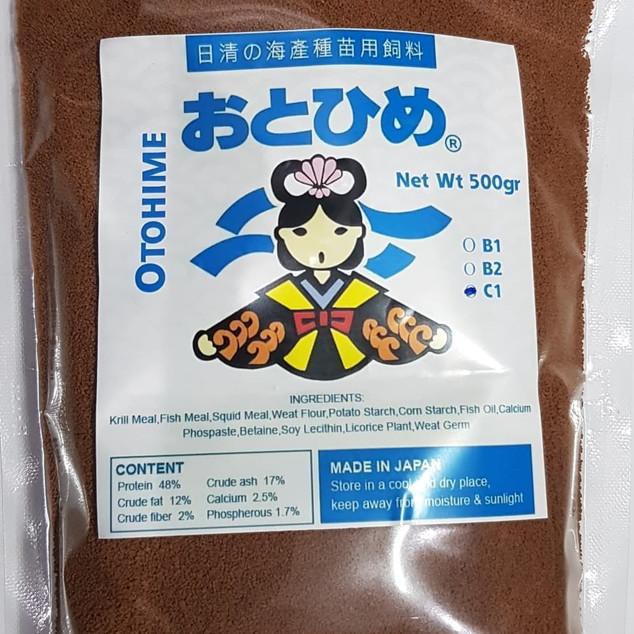 日清の海産種苗用飼料
おとひめ®
OTOHIME
Net Wt 500gr
B1
B2
C1
INGREDIENTS:
Krill Meal,Fish Meal,Squid Meal,Weat Flour,Potato Starch,Corn Starch,Fish Oil,Calcium
Phospaste,Betaine,Soy Lecithin,Licorice Plant,Weat Germ
CONTENT
Protein 48% Crude ash 17%
Crude fat 12% Calcium 2.5%
Crude fiber 2% Phospherous 1.7%
MADE IN JAPAN
Store in a cool and dry place,
keep away from moisture & sunlight